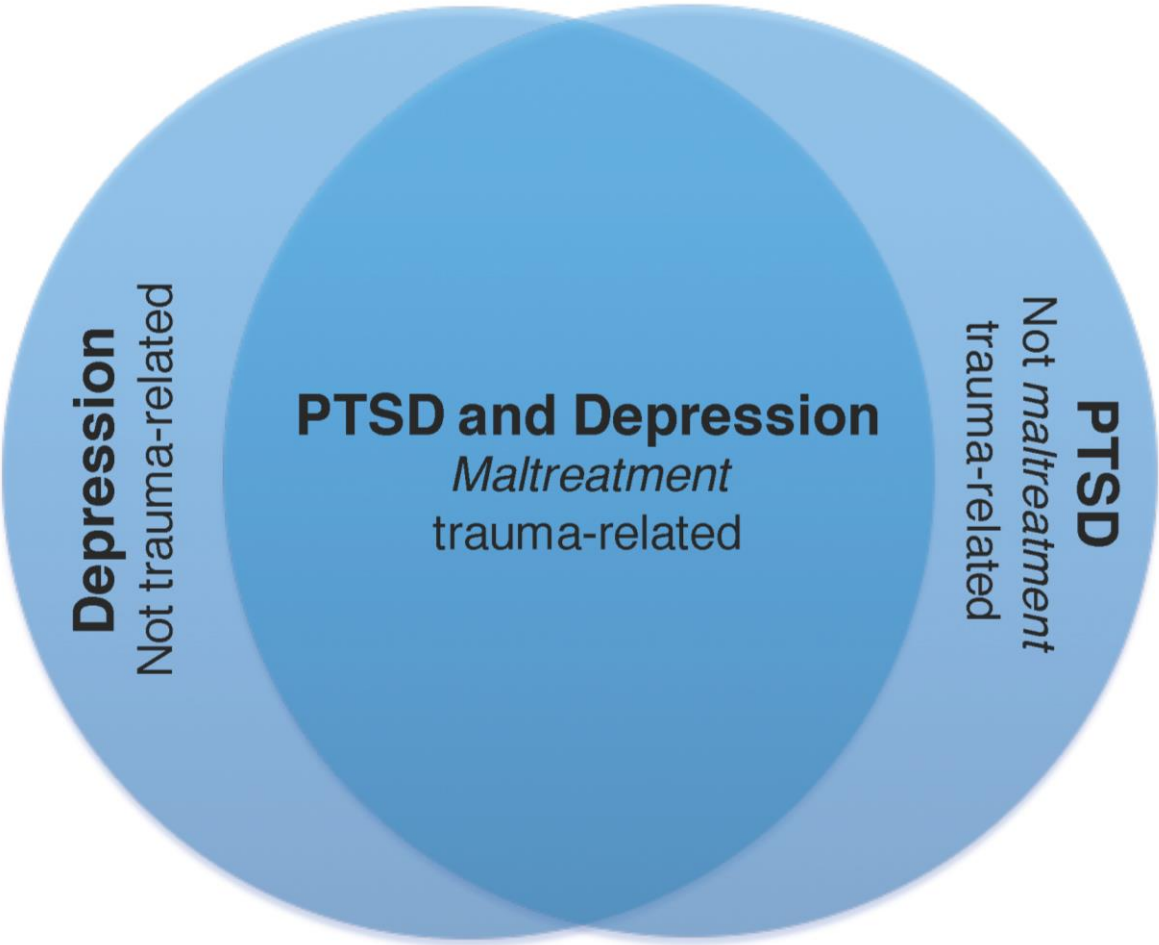 Depression
Not trauma-related
PTSD and Depression
Maltreatment
trauma-related
PTSD
Not maltreatment
trauma-related